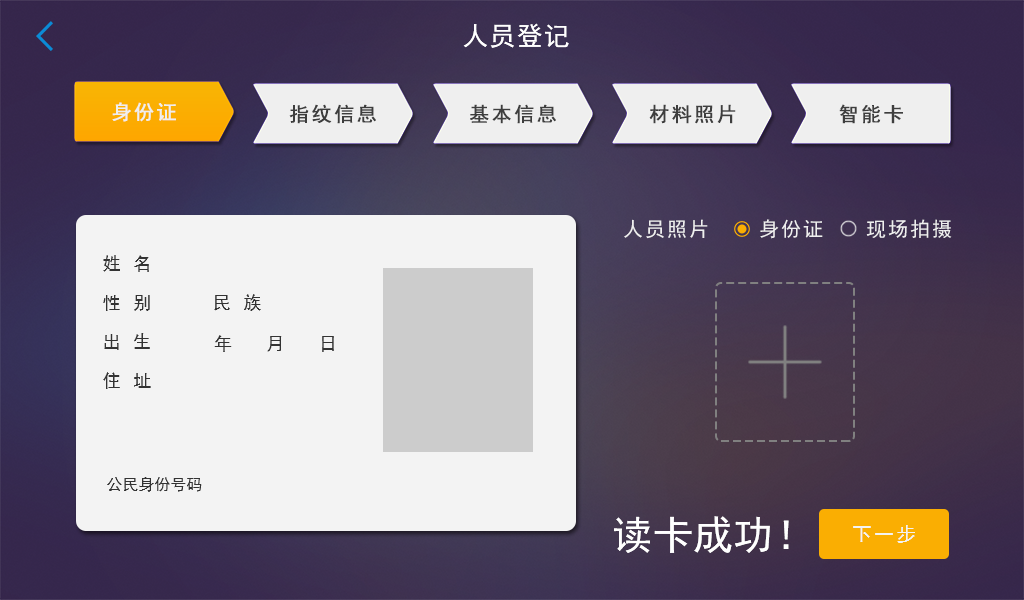 人员登记
身份证 指纹信息 基本信息 材料照片 智能卡
人员照片 身份证 现场拍摄
姓 名
性 别 民 族
出 生 年 月 日
住 址
公民身份号码
读卡成功! 下一步